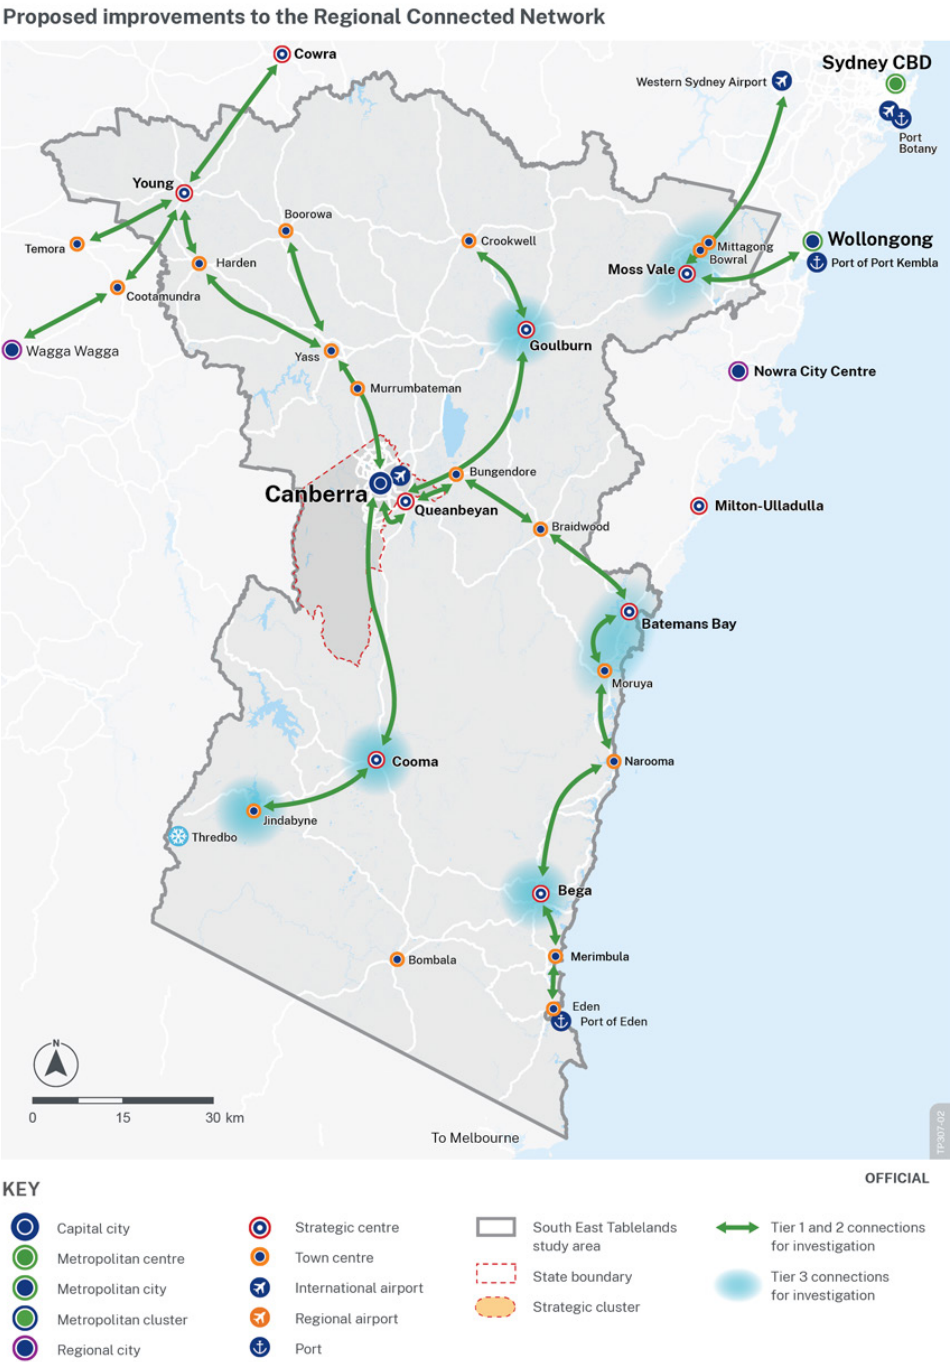 Proposed improvements to the Regional Connected Network
Cowra
Western Sydney Airport
Sydney CBD
Port
Botany
Young
Boorowa
Temora
Harden
Crookwell
Mittagong
Bowral
Moss Vale
Wollongong
Port of Port Kembla
Cootamundra
Wagga Wagga
Yass
Goulburn
Nowra City Centre
Murrumbateman
Bungendore
Canberra
Queanbeyan
Milton-Ulladulla
Braidwood
Batemans Bay
Moruya
Cooma
Narooma
Jindabyne
Thredbo
Bega
Bombala
Merimbula
Eden
Port of Eden
N
0 15 30 km
To Melbourne
TP307-02
OFFICIAL
KEY
Capital city
Metropolitan centre
Metropolitan city
Metropolitan cluster
Regional city
Strategic centre
Town centre
International airport
Regional airport
Port
South East Tablelands
study area
State boundary
Strategic cluster
Tier 1 and 2 connections
for investigation
Tier 3 connections
for investigation